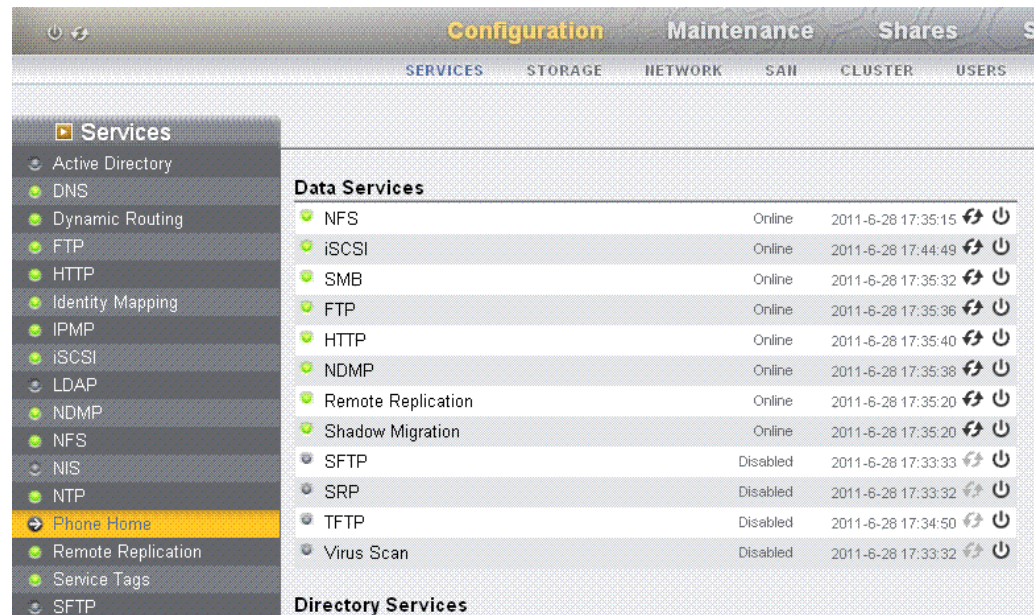 Configuration Maintenance Shares
SERVICES STORAGE NETWORK SAN CLUSTER USERS
Services
Active Directory
DNS
Dynamic Routing
FTP
HTTP
Identity Mapping
IPMP
iSCSI
LDAP
NDMP
NFS
NIS
NTP
Phone Home
Remote Replication
Service Tags
SFTP
Data Services
NFS Online 2011-6-28 17:35:15
iSCSI Online 2011-6-28 17:44:49
SMB Online 2011-6-28 17:35:32
FTP Online 2011-6-28 17:35:36
HTTP Online 2011-6-28 17:35:40
NDMP Online 2011-6-28 17:35:38
Remote Replication Online 2011-6-28 17:35:20
Shadow Migration Online 2011-6-28 17:35:20
SFTP Disabled 2011-6-28 17:33:33
SRP Disabled 2011-6-28 17:33:32
TFTP Disabled 2011-6-28 17:34:50
Virus Scan Disabled 2011-6-28 17:33:32
Directory Services